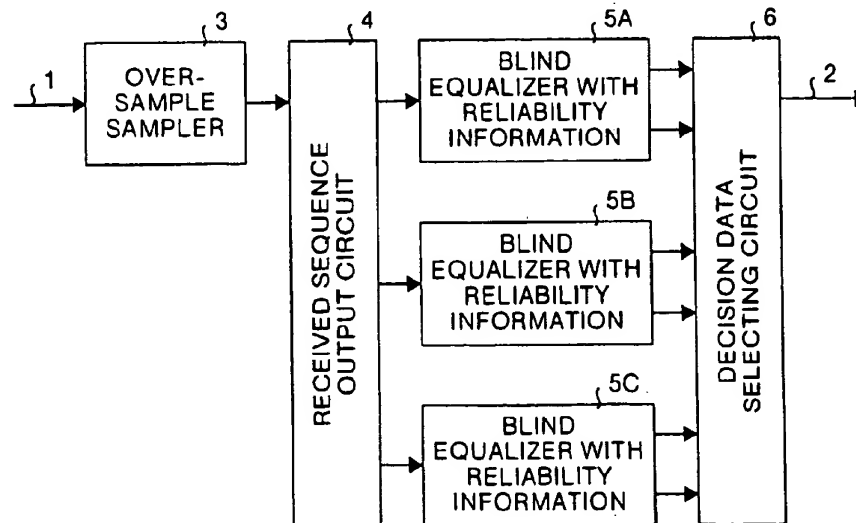 1
3
OVER-
SAMPLE
SAMPLER
4
RECEIVED SEQUENCE
OUTPUT CIRCUIT
5A
BLIND
EQUALIZER WITH
RELIABILITY
INFORMATION
5B
BLIND
EQUALIZER WITH
RELIABILITY
INFORMATION
5C
BLIND
EQUALIZER WITH
RELIABILITY
INFORMATION
6
DECISION DATA
SELECTING CIRCUIT
2